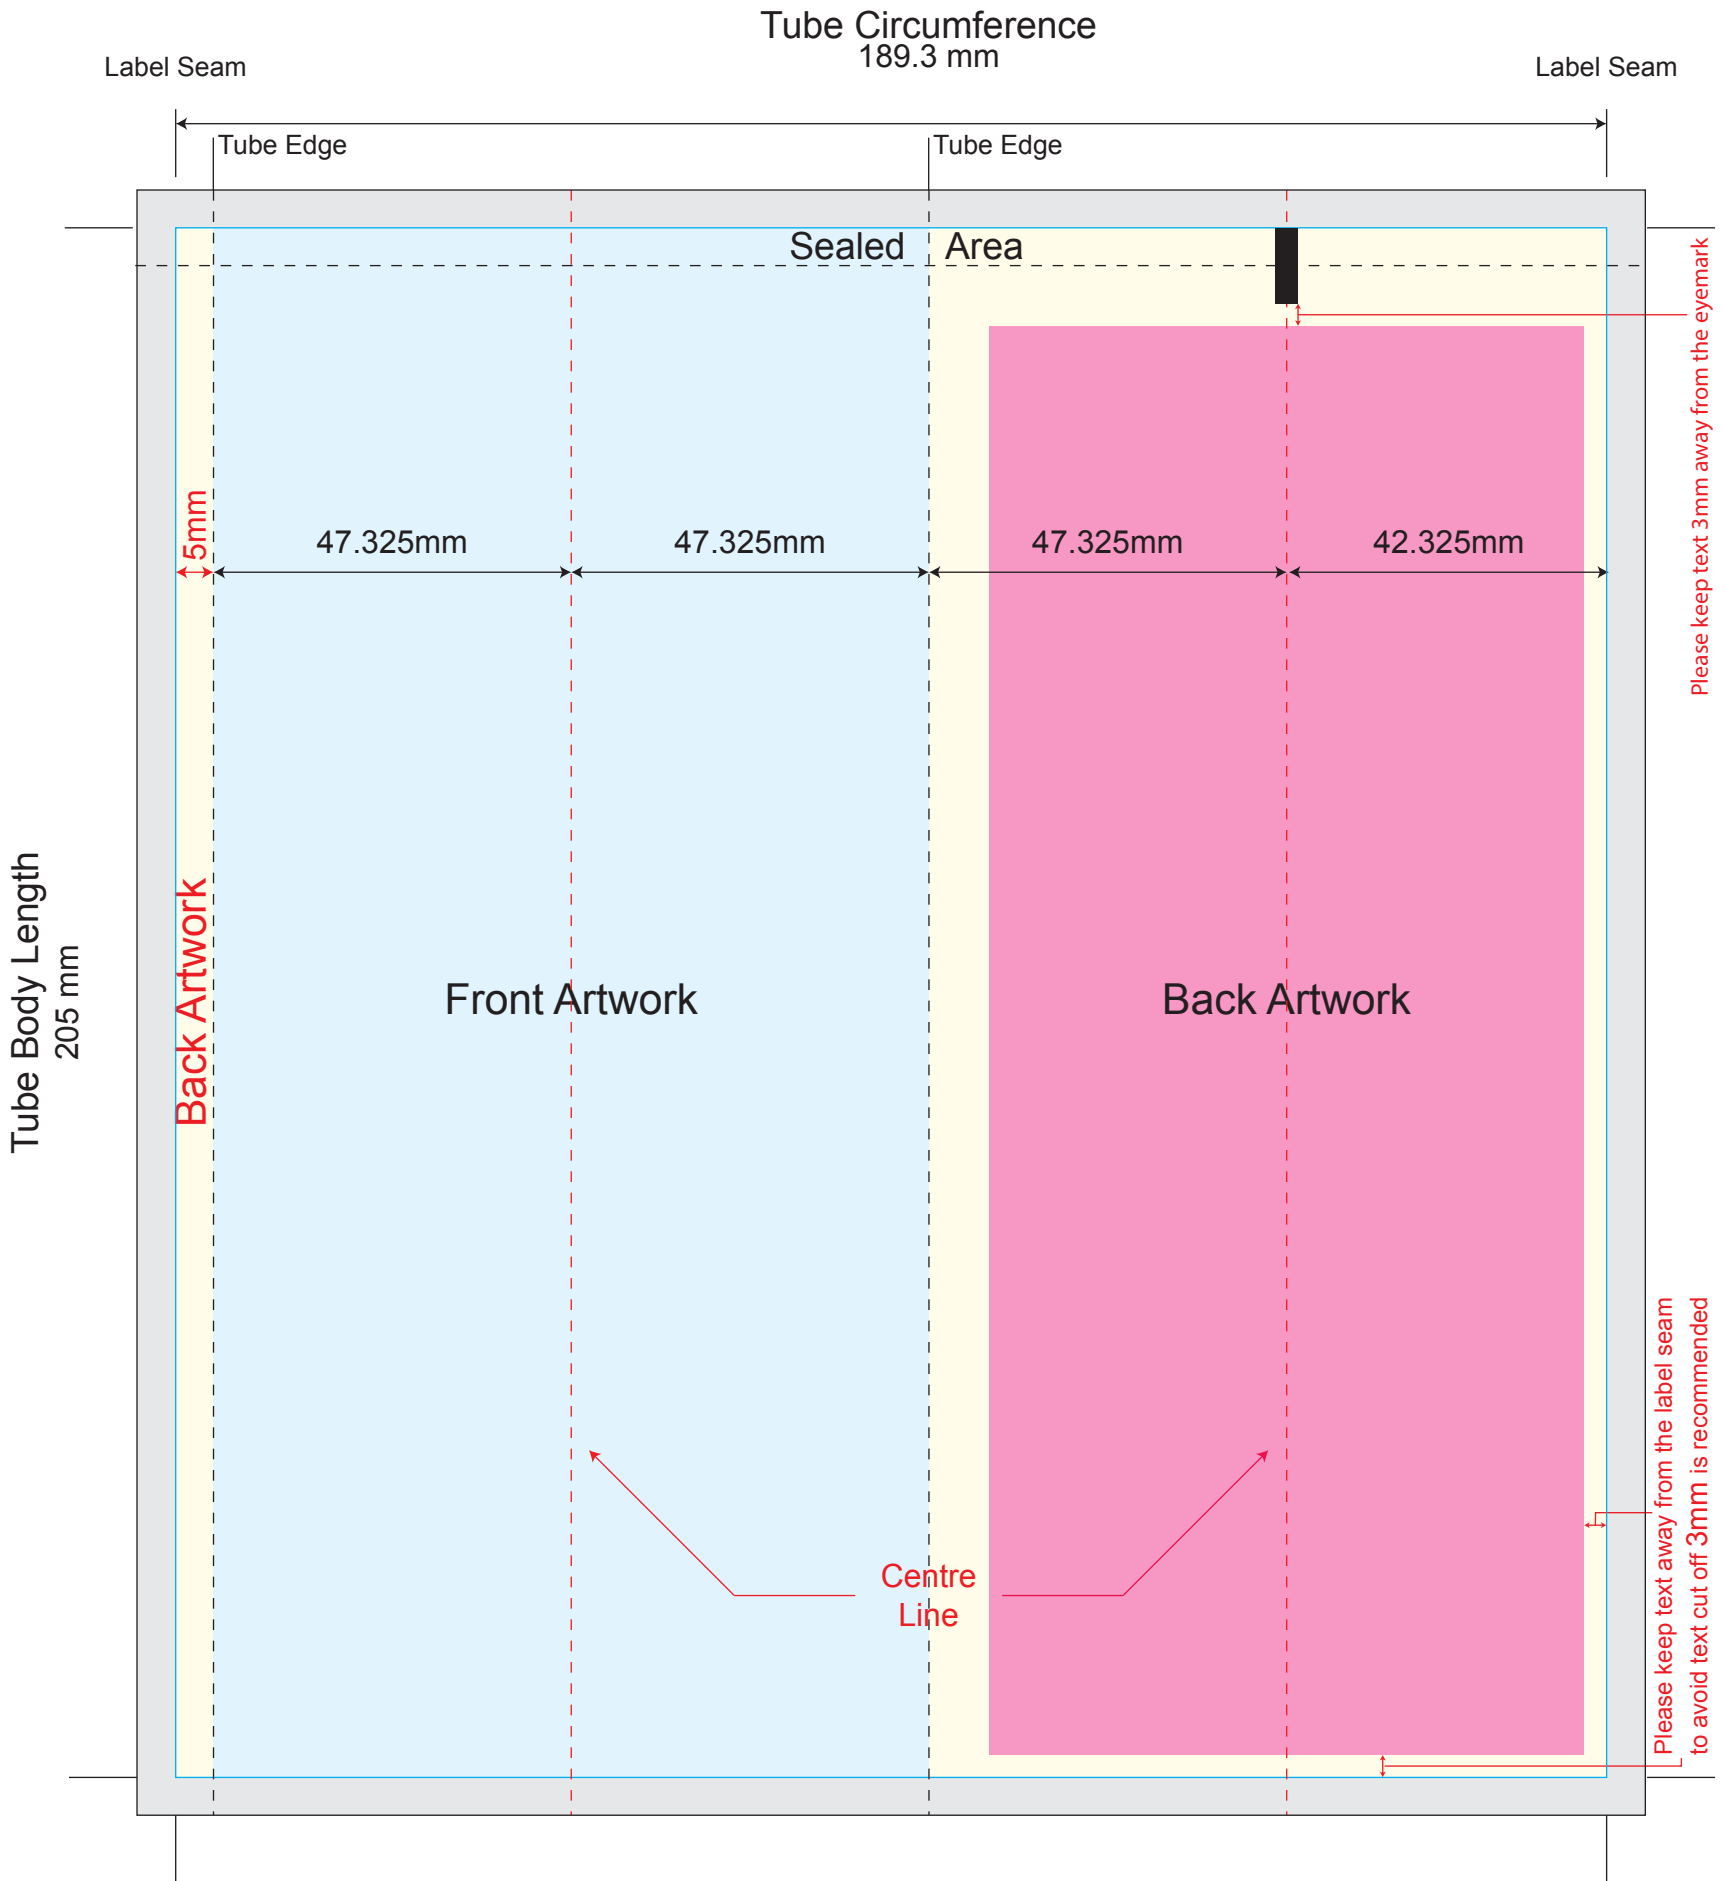 Tube Circumference
189.3 mm
Label Seam
Label Seam
Tube Edge
Tube Edge
Sealed Area
Please keep text 3mm away from the eyemark
5mm
47.325mm
47.325mm
47.325mm
42.325mm
Tube Body Length
205 mm
Back Artwork
Front Artwork
Back Artwork
Centre
Line
Please keep text away from the label seam
to avoid text cut off 3mm is recommended